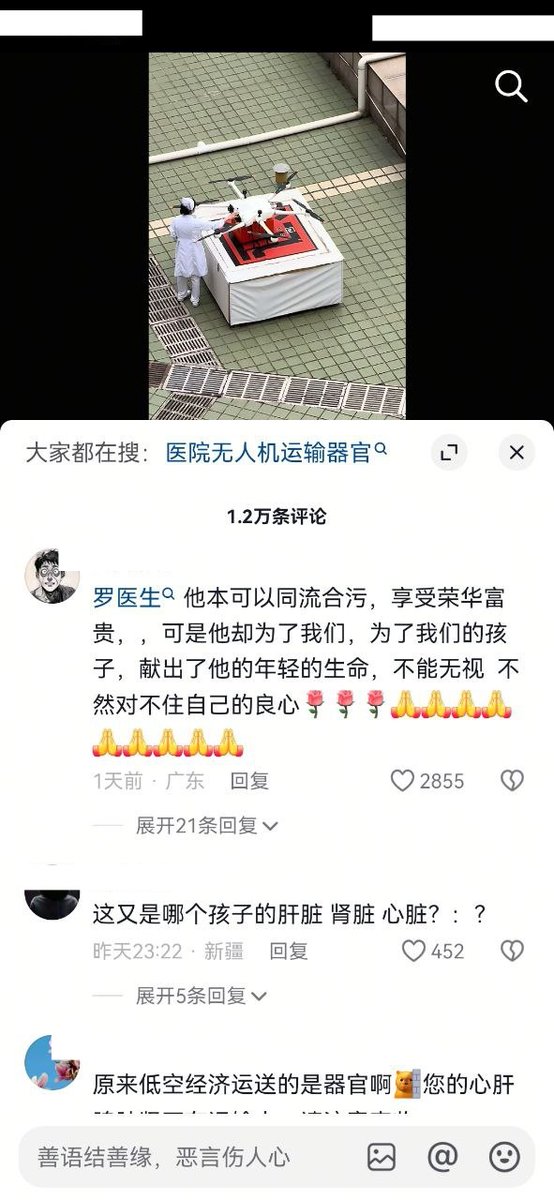 大家都在搜：医院无人机运输器官
1.2万条评论
罗医生 他本可以同流合污，享受荣华富
贵，，可是他却为了我们，为了我们的孩
子，献出了他的年轻的生命，不能无视 不
然对不住自己的良心🌹🌹🌹🙏🙏🙏🙏
🙏🙏🙏🙏🙏
1天前 · 广东 回复 2855
展开21条回复
这又是哪个孩子的肝脏 肾脏 心脏？：？
昨天23:22 · 新疆 回复 452
展开5条回复
原来低空经济运送的是器官啊您的心肝
善语结善缘，恶言伤人心